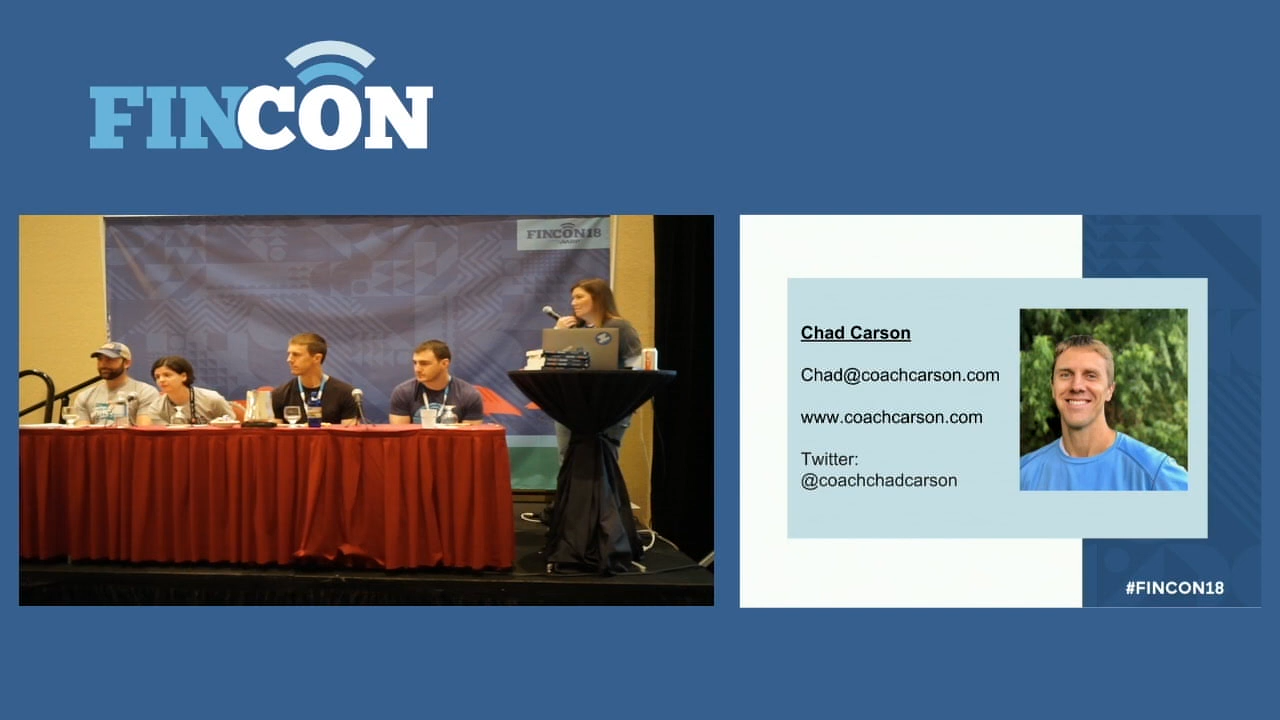 FINCON
FINCON18
Chad Carson
Chad@coachcarson.com
www.coachcarson.com
Twitter:
@coachchadcarson
#FINCON18